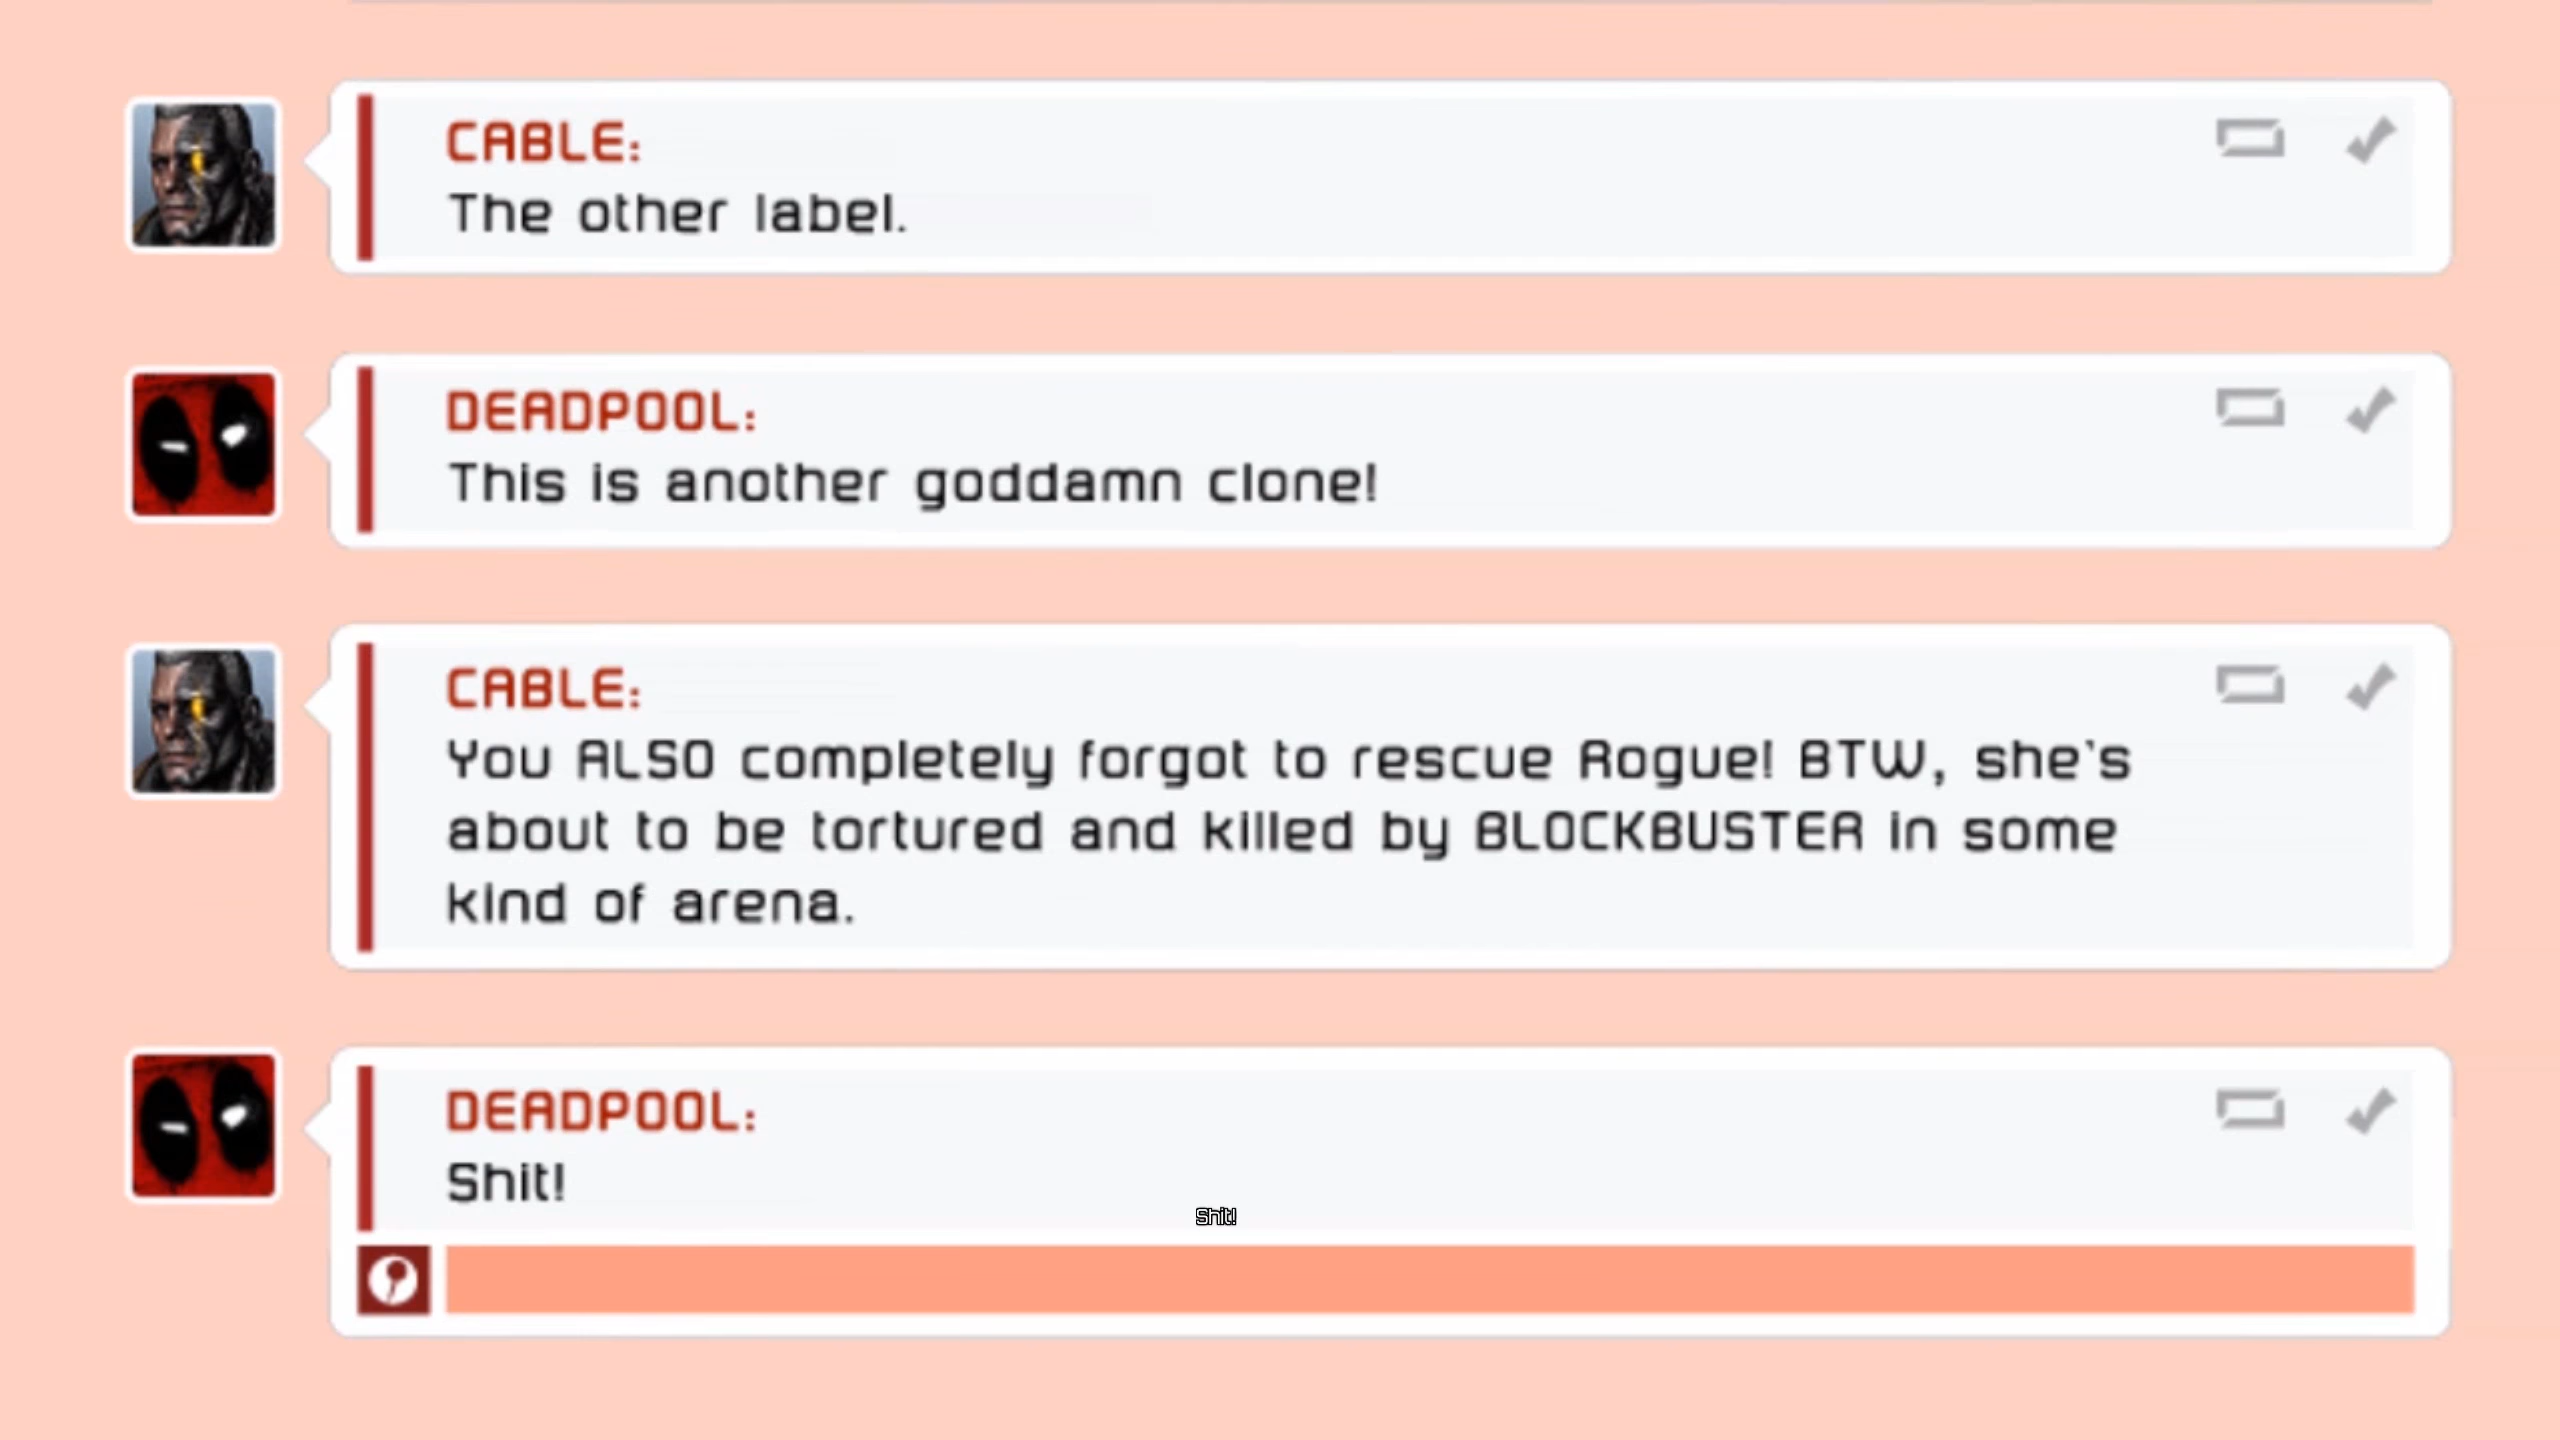 CABLE:
The other label.
DEADPOOL:
This is another goddamn clone!
CABLE:
You ALSO completely forgot to rescue Rogue! BTW, she's
about to be tortured and killed by BLOCKBUSTER in some
kind of arena.
DEADPOOL:
Shit!
Shit!